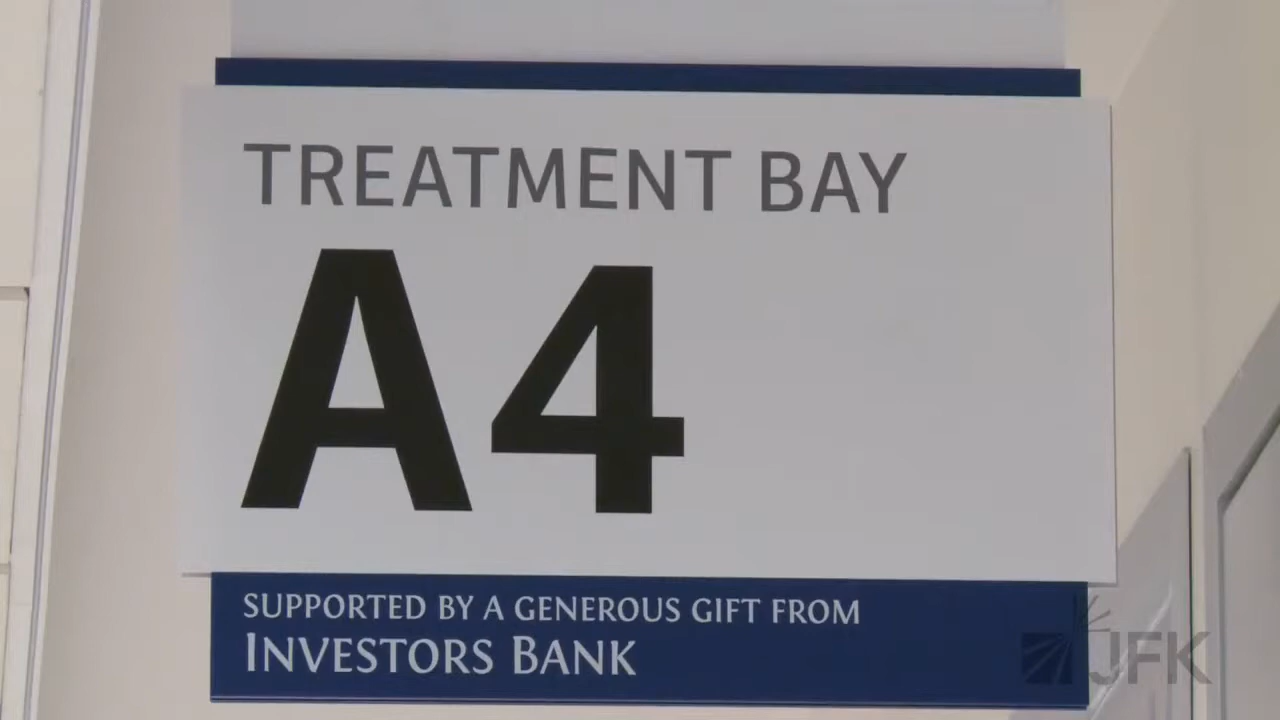 TREATMENT BAY
A4
SUPPORTED BY A GENEROUS GIFT FROM
INVESTORS BANK
JFK